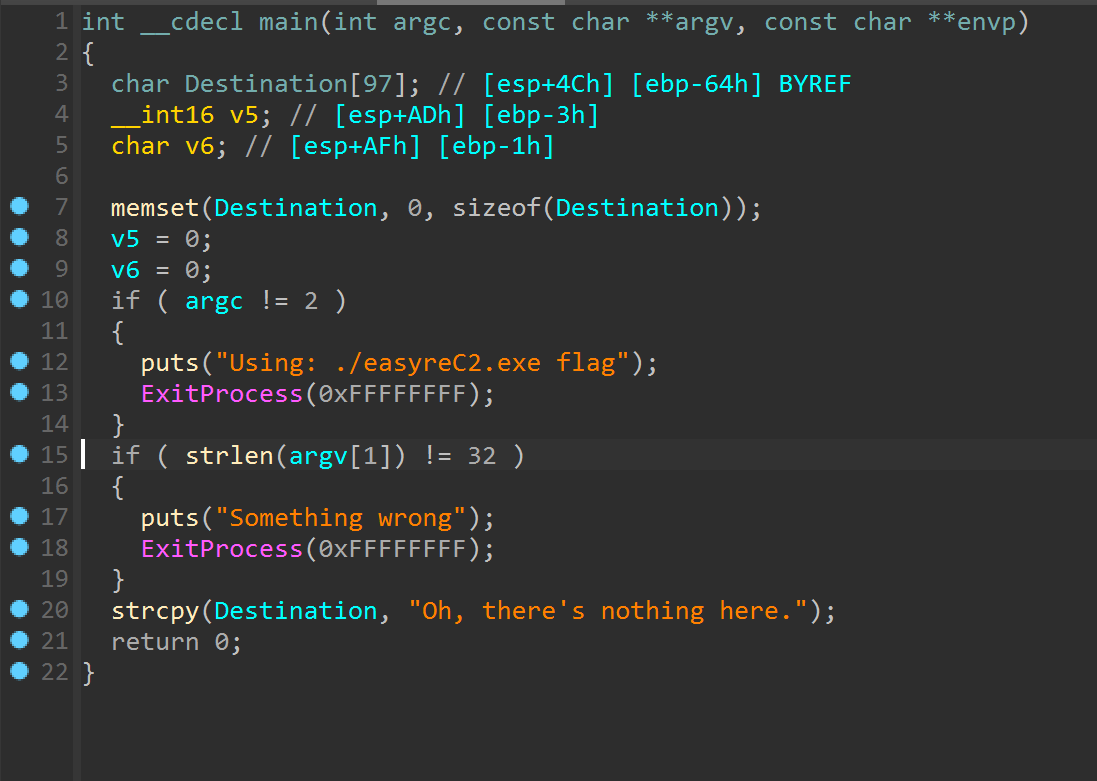 1 int __cdecl main(int argc, const char **argv, const char **envp)
2 {
3   char Destination[97]; // [esp+4Ch] [ebp-64h] BYREF
4   __int16 v5; // [esp+ADh] [ebp-3h]
5   char v6; // [esp+AFh] [ebp-1h]
6
7   memset(Destination, 0, sizeof(Destination));
8   v5 = 0;
9   v6 = 0;
10   if ( argc != 2 )
11   {
12     puts("Using: ./easyreC2.exe flag");
13     ExitProcess(0xFFFFFFFF);
14   }
15   if ( strlen(argv[1]) != 32 )
16   {
17     puts("Something wrong");
18     ExitProcess(0xFFFFFFFF);
19   }
20   strcpy(Destination, "Oh, there's nothing here.");
21   return 0;
22 }